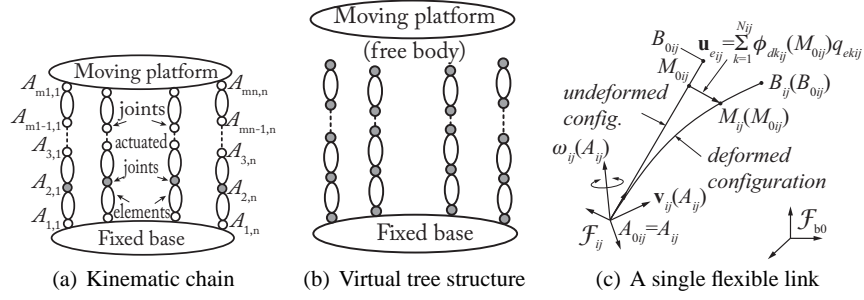 Moving platform
A_{m1,1}
A_{mn,n}
joints
A_{m1-1,1}
A_{mn-1,n}
actuated
A_{3,1}
A_{3,n}
joints
A_{2,1}
A_{2,n}
elements
A_{1,1}
A_{1,n}
Fixed base
(a) Kinematic chain
Moving platform
(free body)
Fixed base
(b) Virtual tree structure
B_{0ij}
u_{eij}=\sum_{k=1}^{N_{ij}} \phi_{dkij}(M_{0ij})q_{ekij}
M_{0ij}
B_{ij}(B_{0ij})
undeformed
config.
M_{ij}(M_{0ij})
ω_{ij}(A_{ij})
deformed
configuration
v_{ij}(A_{ij})
F_{ij}
A_{0ij}=A_{ij}
F_{b0}
(c) A single flexible link